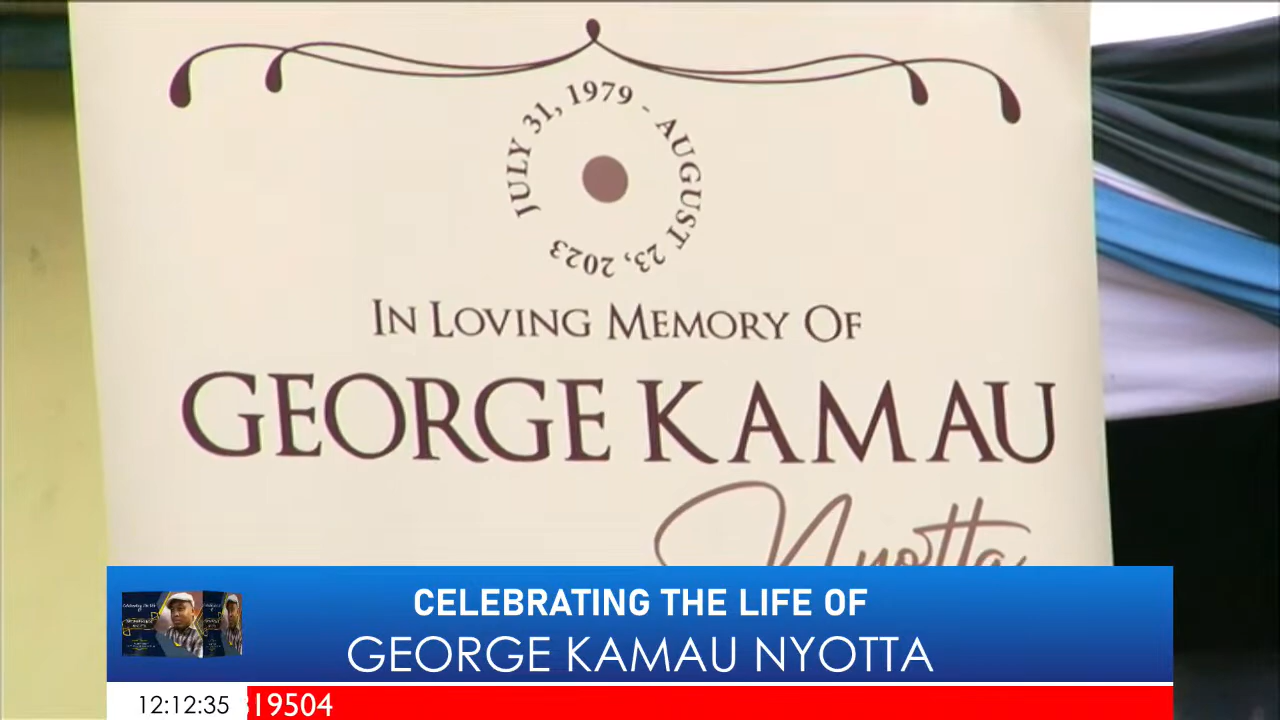 JULY 31, 1979 - AUGUST 23, 2023
IN LOVING MEMORY OF
GEORGE KAMAU
Nyotta
CELEBRATING THE LIFE OF
GEORGE KAMAU NYOTTA
12:12:35
19504